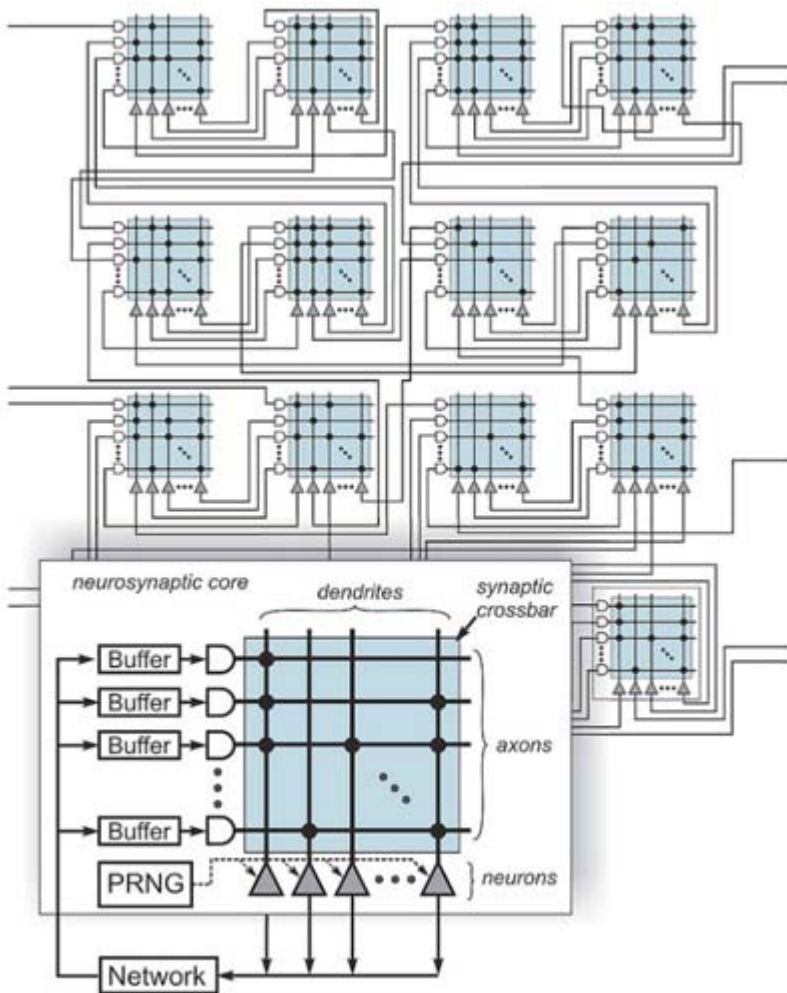 neurosynaptic core
dendrites
synaptic
crossbar
Buffer
Buffer
Buffer
axons
Buffer
PRNG
neurons
Network